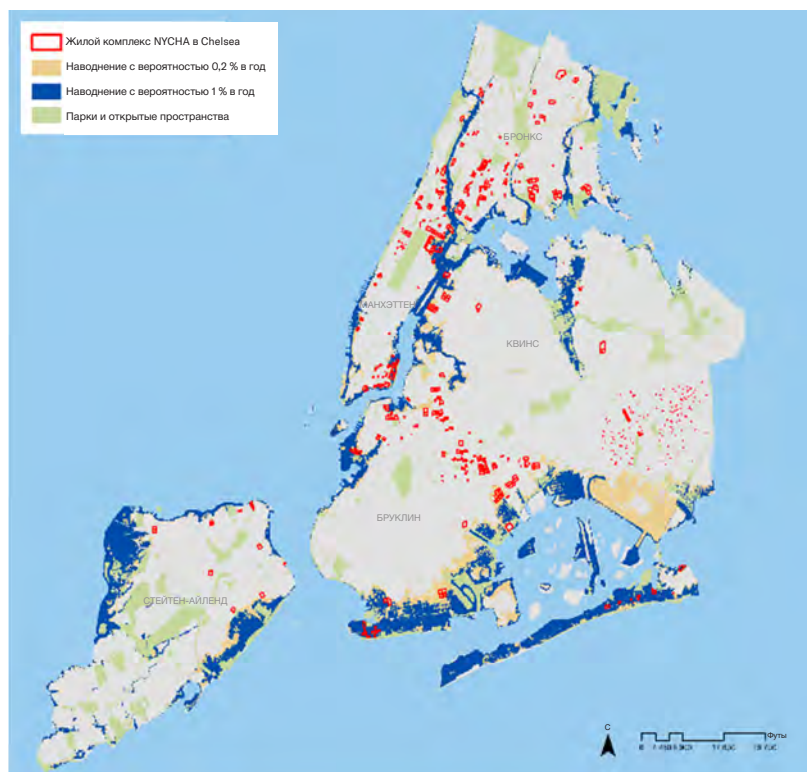 Жилой комплекс NYCHA в Chelsea
Наводнение с вероятностью 0,2 % в год
Наводнение с вероятностью 1 % в год
Парки и открытые пространства
БРОНКС
МАНХЭТТЕН
КВИНС
БРУКЛИН
СТЕЙТЕН-АЙЛЕНД
С
Футы
0